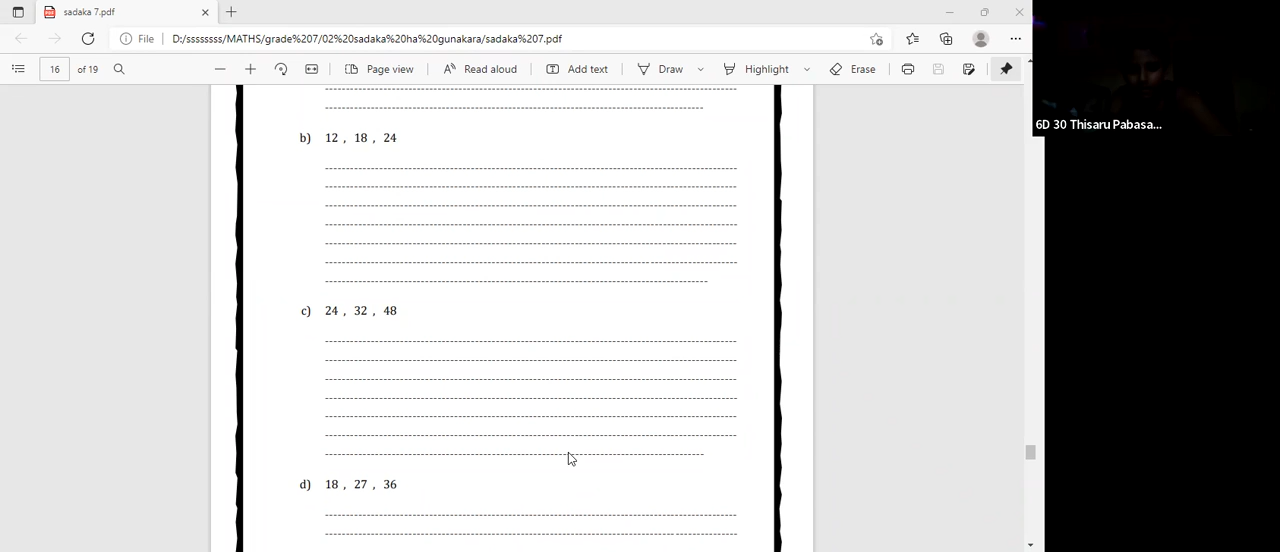 sadaka 7.pdf
File
D:/ssssssss/MATHS/grade%207/02%20sadaka%20ha%20gunakara/sadaka%207.pdf
16 of 19
Page view
Read aloud
Add text
Draw
Highlight
Erase
6D 30 Thisaru Pabasa...
b) 12 , 18 , 24
c) 24 , 32 , 48
d) 18 , 27 , 36